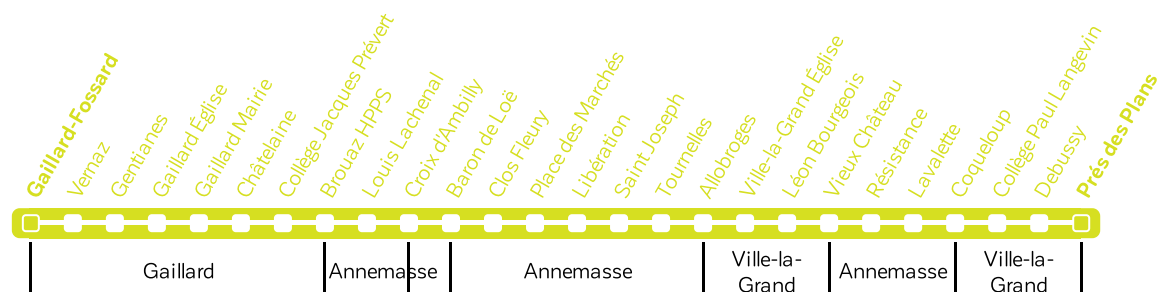 Gaillard-Fossard
Vernaz
Gentianes
Gaillard Église
Gaillard Mairie
Châtelaine
Collège Jacques Prévert
Brouaz HPPS
Louis Lachenal
Croix d'Ambilly
Baron de Loë
Clos Fleury
Place des Marchés
Libération
Saint Joseph
Tournelles
Allobroges
Ville-la-Grand Église
Léon Bourgeois
Vieux Château
Résistance
Lavalette
Coqueloup
Collège Paul Langevin
Debussy
Prés des Plans
Gaillard
Annemasse
Annemasse
Ville-la-
Grand
Annemasse
Ville-la-
Grand